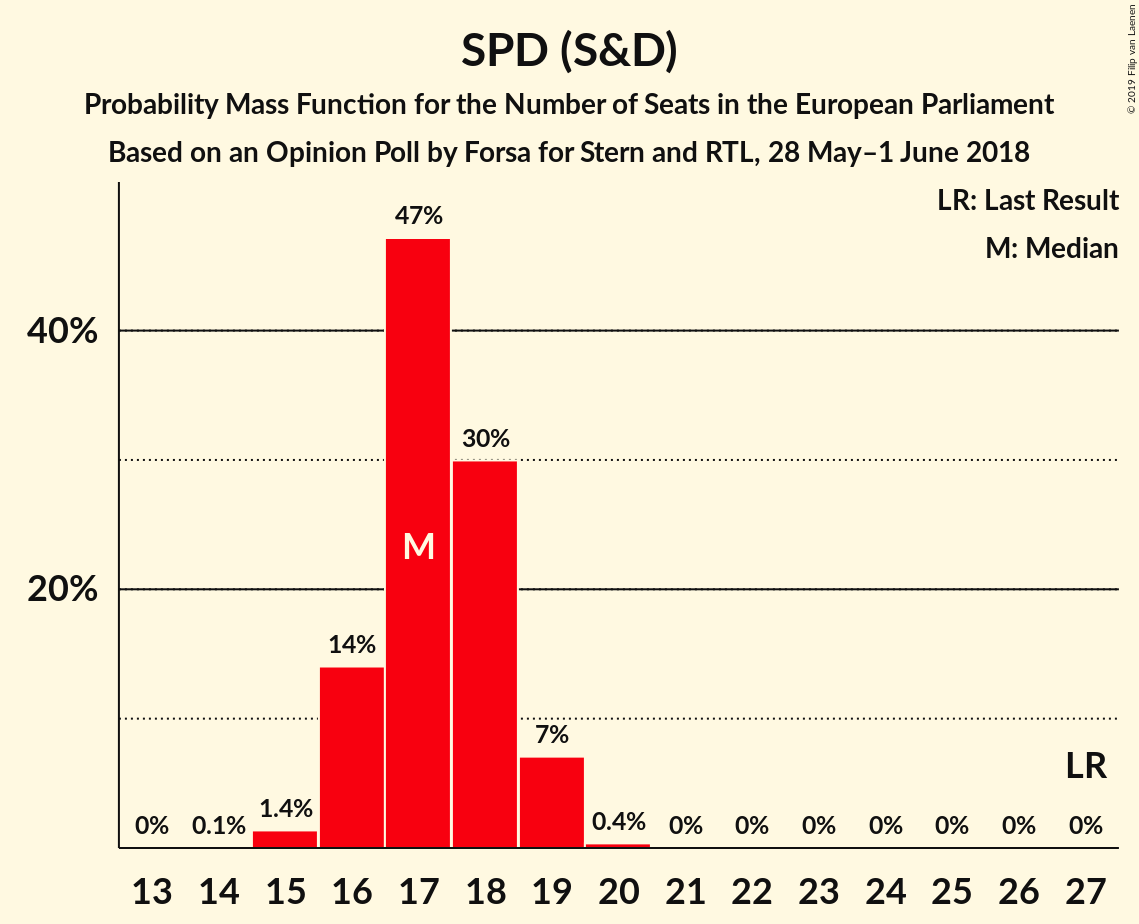 SPD (S&D)
Probability Mass Function for the Number of Seats in the European Parliament
Based on an Opinion Poll by Forsa for Stern and RTL, 28 May–1 June 2018
© 2019 Filip van Laenen
LR: Last Result
M: Median
47%
40%
30%
M
20%
14%
7%
LR
0% 0.1% 1.4% 0.4% 0% 0% 0% 0% 0% 0% 0%
13 14 15 16 17 18 19 20 21 22 23 24 25 26 27